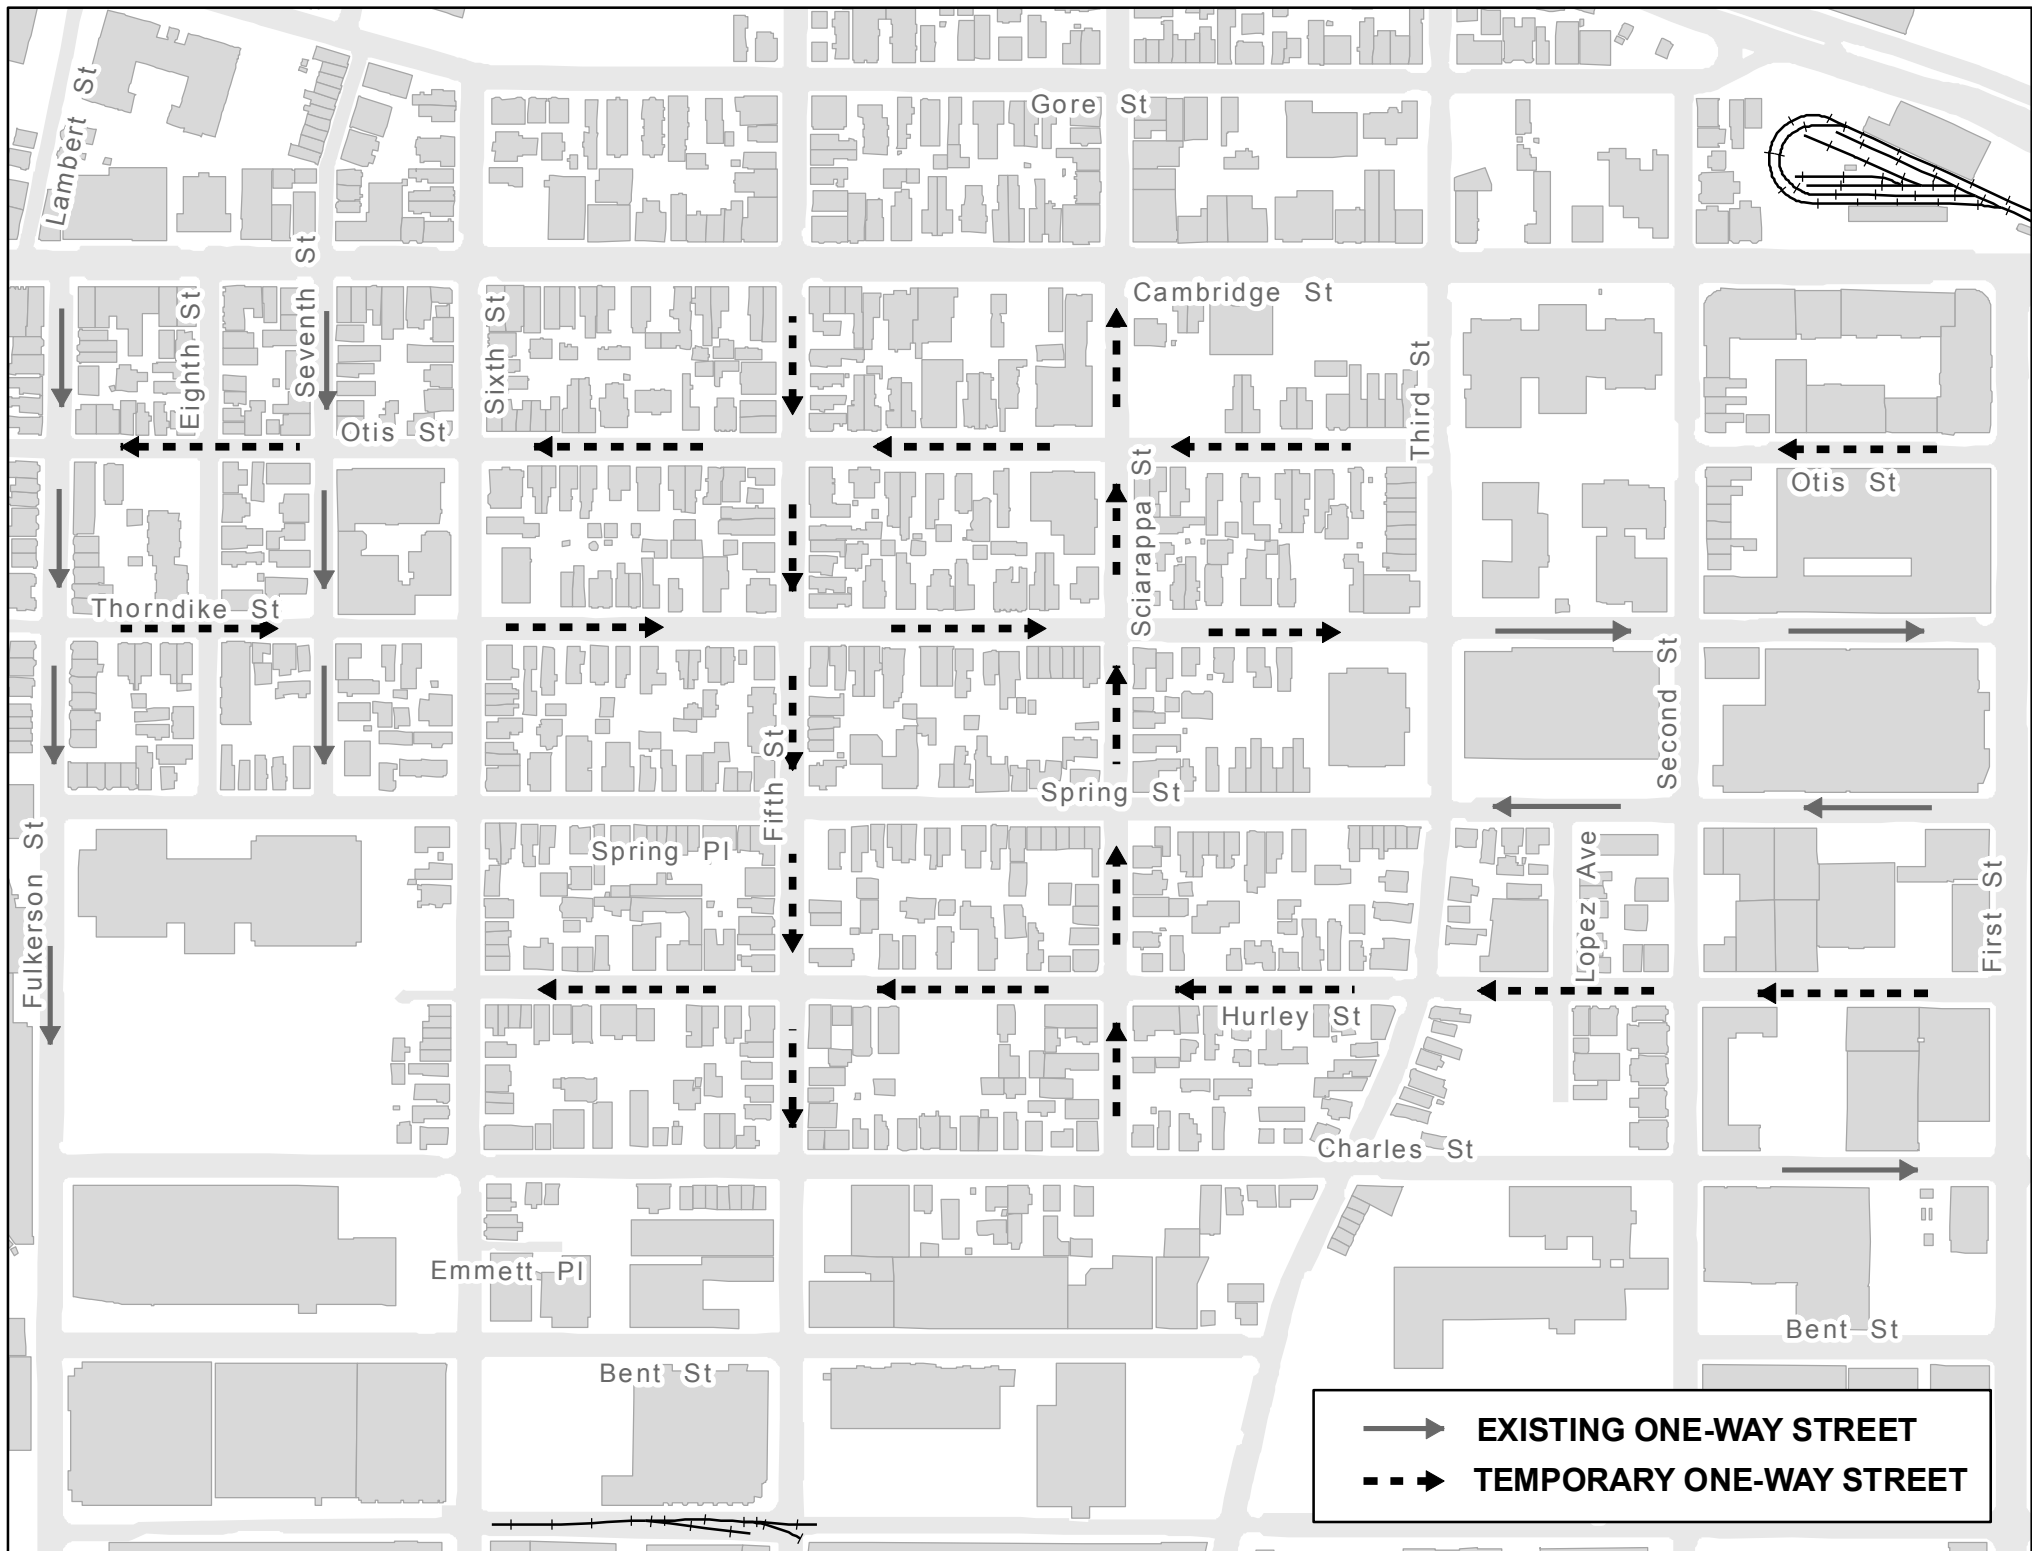 Lambert St
Gore St
Seventh St
Eighth St
Sixth St
Cambridge St
Third St
Otis St
Otis St
Sciarappa St
Thorndike St
Second St
Fifth St
Spring St
Spring Pl
Fulkerson St
Lopez Ave
First St
Hurley St
Charles St
Emmett Pl
Bent St
Bent St
EXISTING ONE-WAY STREET
TEMPORARY ONE-WAY STREET